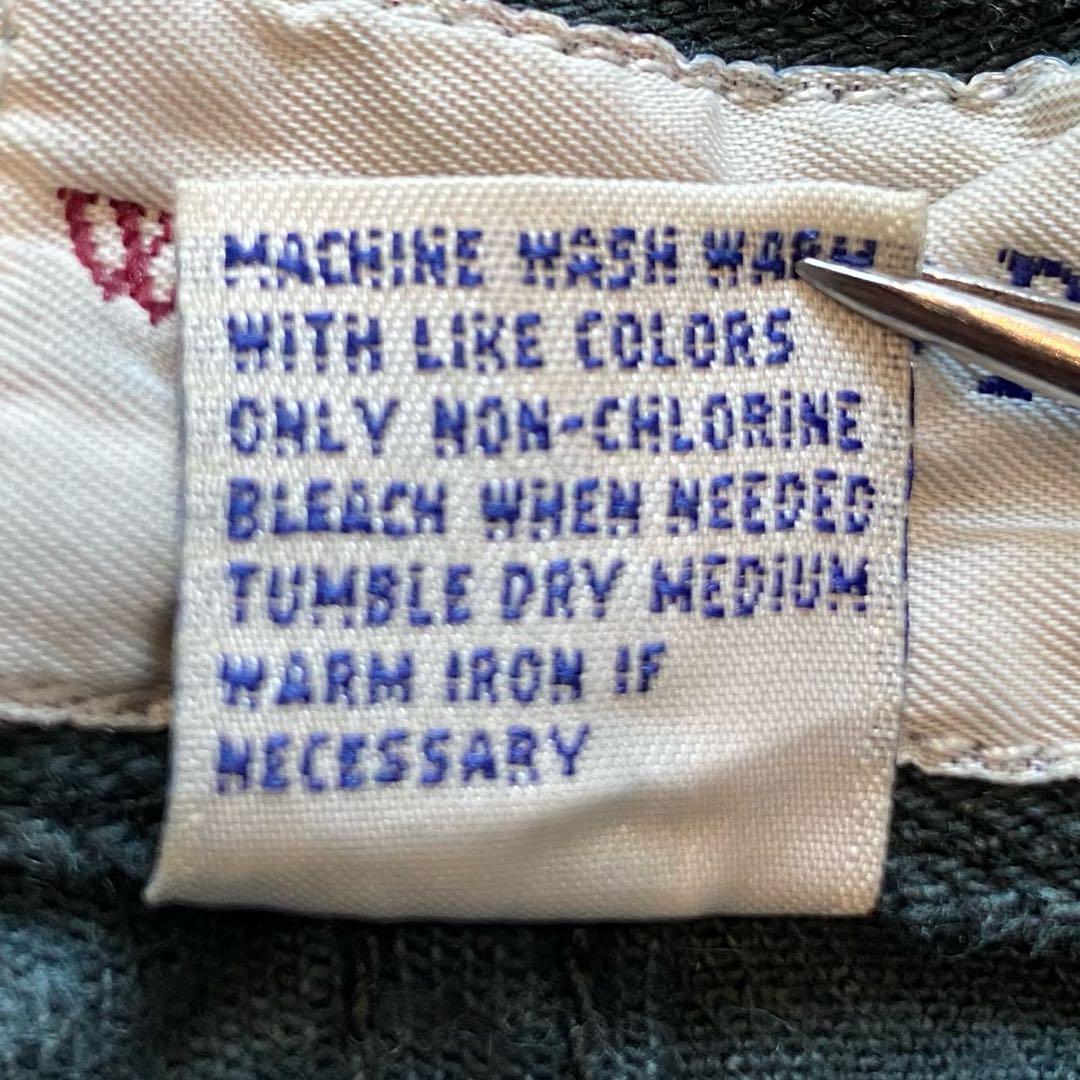 MACHINE WASH WARM
WITH LIKE COLORS
ONLY NON-CHLORINE
BLEACH WHEN NEEDED
TUMBLE DRY MEDIUM
WARM IRON IF
NECESSARY